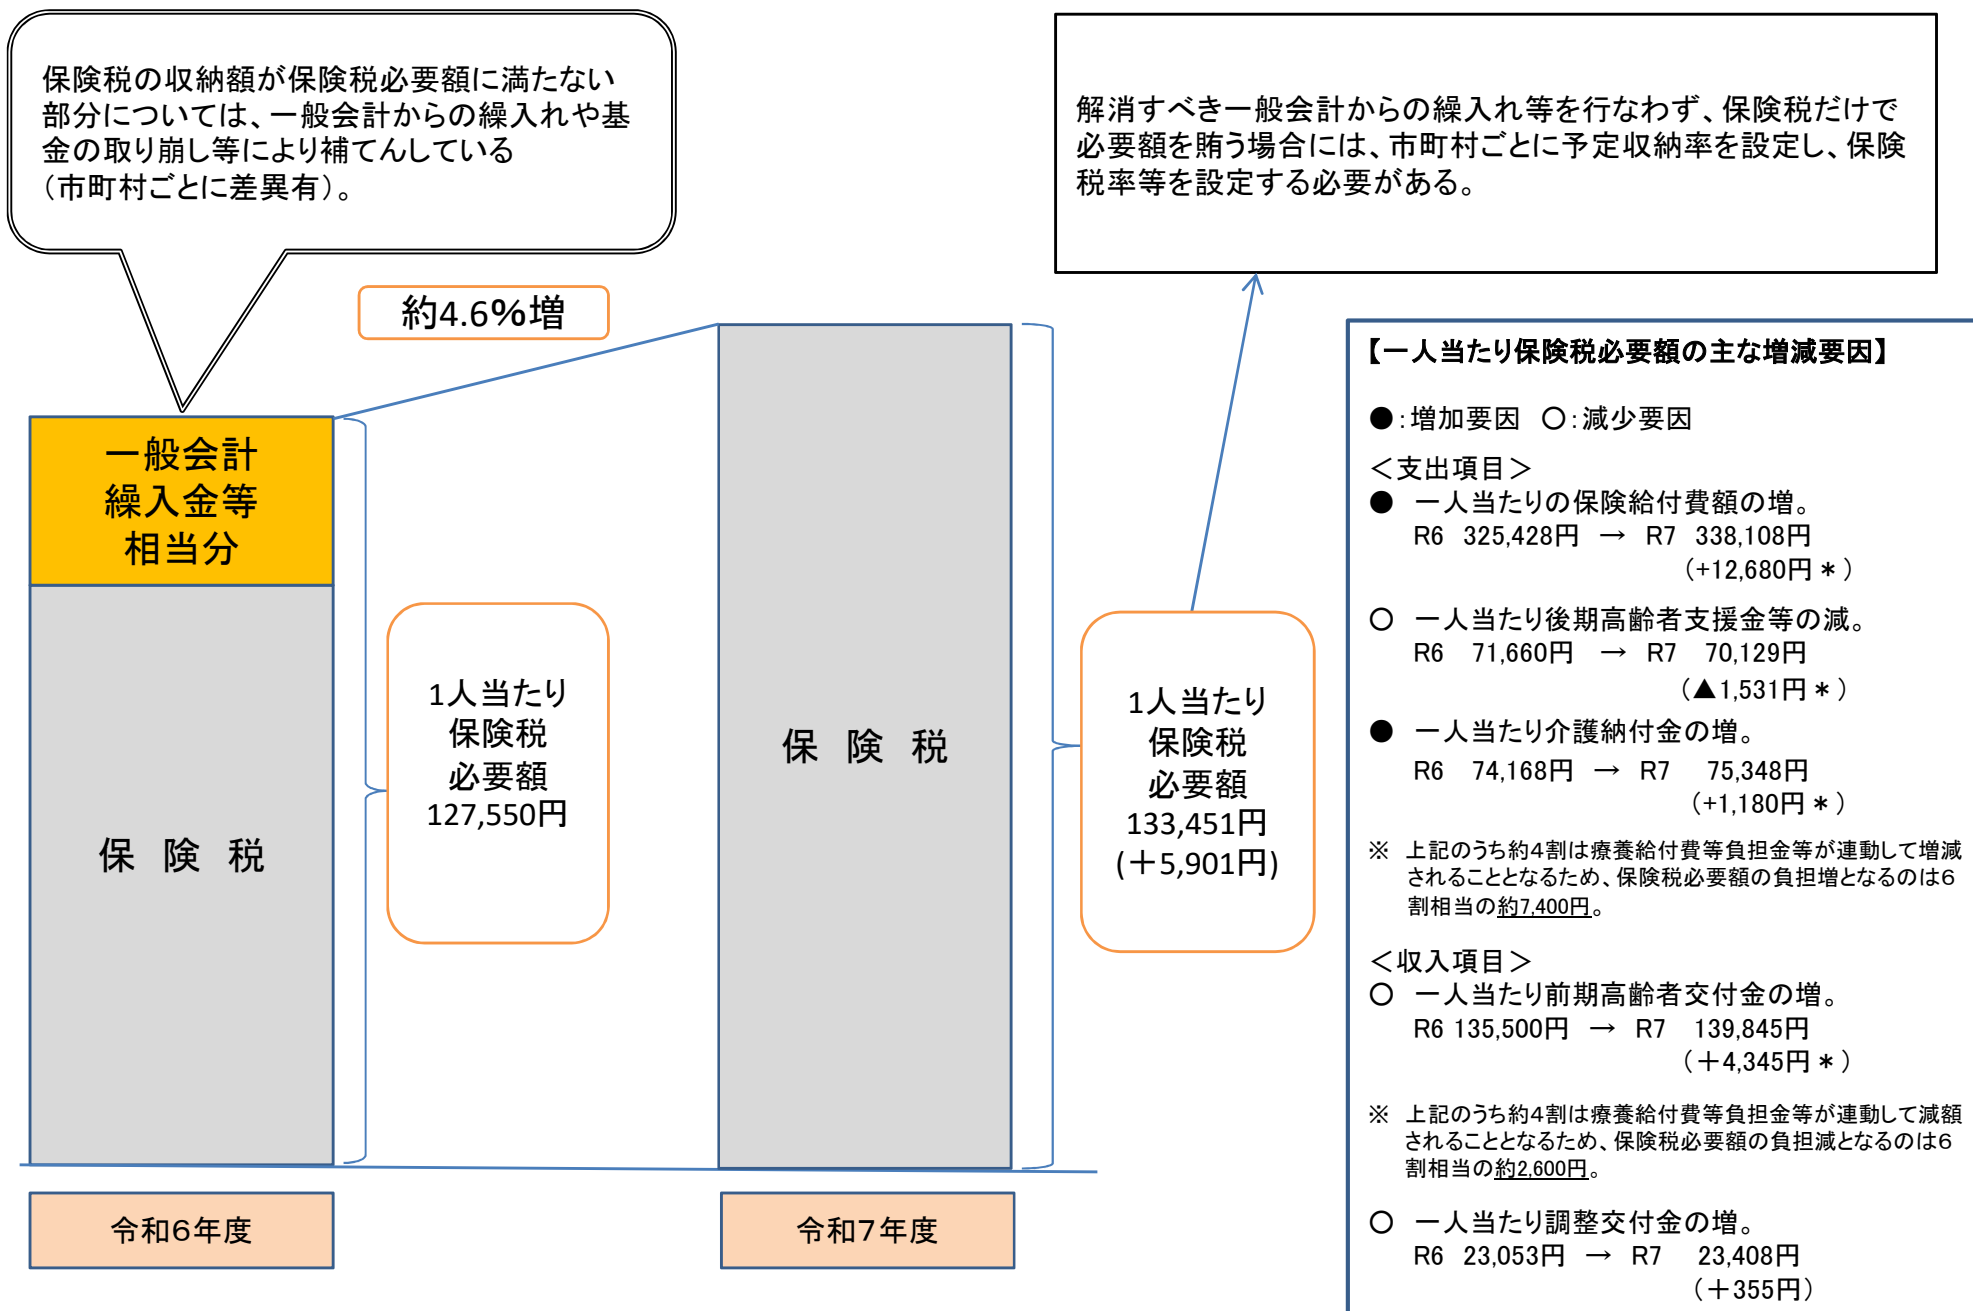 保険税の収納額が保険税必要額に満たない
部分については、一般会計からの繰入れや基
金の取り崩し等により補てんしている
（市町村ごとに差異有）。
解消すべき一般会計からの繰入れ等を行なわず、保険税だけで
必要額を賄う場合には、市町村ごとに予定収納率を設定し、保険
税率等を設定する必要がある。
約4.6%増
一般会計
繰入金等
相当分
保 険 税
1人当たり
保険税
必要額
127,550円
保 険 税
1人当たり
保険税
必要額
133,451円
(＋5,901円)
令和６年度
令和７年度
【一人当たり保険税必要額の主な増減要因】
●：増加要因 ○：減少要因
＜支出項目＞
● 一人当たりの保険給付費額の増。
R6 325,428円 → R7 338,108円
（+12,680円＊）
○ 一人当たり後期高齢者支援金等の減。
R6 71,660円 → R7 70,129円
（▲1,531円＊）
● 一人当たり介護納付金の増。
R6 74,168円 → R7 75,348円
（+1,180円＊）
※ 上記のうち約４割は療養給付費等負担金等が連動して増減
されることとなるため、保険税必要額の負担増となるのは６
割相当の約7,400円。
＜収入項目＞
○ 一人当たり前期高齢者交付金の増。
R6 135,500円 → R7 139,845円
（＋4,345円＊）
※ 上記のうち約４割は療養給付費等負担金等が連動して減額
されることとなるため、保険税必要額の負担減となるのは６
割相当の約2,600円。
○ 一人当たり調整交付金の増。
R6 23,053円 → R7 23,408円
（＋355円）